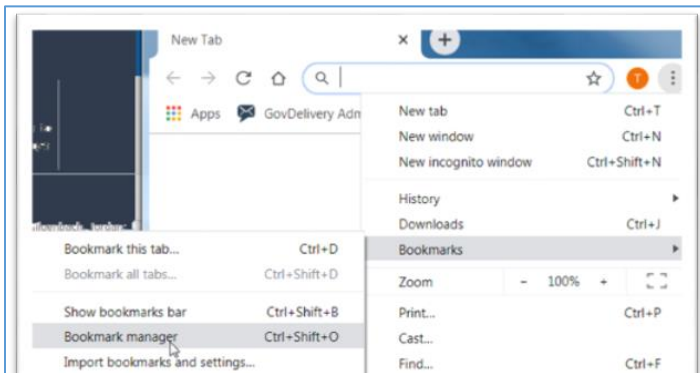 New Tab
Apps GovDelivery Adm
New tab Ctrl+T
New window Ctrl+N
New incognito window Ctrl+Shift+N
History
Downloads Ctrl+J
Bookmarks
Zoom - 100% +
Print... Ctrl+P
Cast...
Find... Ctrl+F
Bookmark this tab... Ctrl+D
Bookmark all tabs... Ctrl+Shift+D
Show bookmarks bar Ctrl+Shift+B
Bookmark manager Ctrl+Shift+O
Import bookmarks and settings...
T